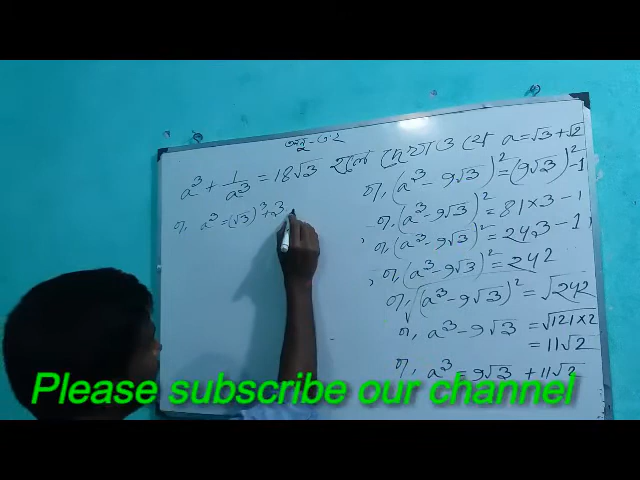 অনু-৩.২
a³ + 1/a³ = 18√3 হলে দেখাও যে a = √3 + √2
বা, a³ = (√3)³ + 3
বা, (a³ - 9√3)² = (9√3)² - 1
বা, (a³ - 9√3)² = 81 × 3 - 1
বা, (a³ - 9√3)² = 243 - 1
বা, (a³ - 9√3)² = 242
বা, √(a³ - 9√3)² = √242
বা, a³ - 9√3 = √121×2
= 11√2
বা, a³ = 9√3 + 11√2
Please subscribe our channel